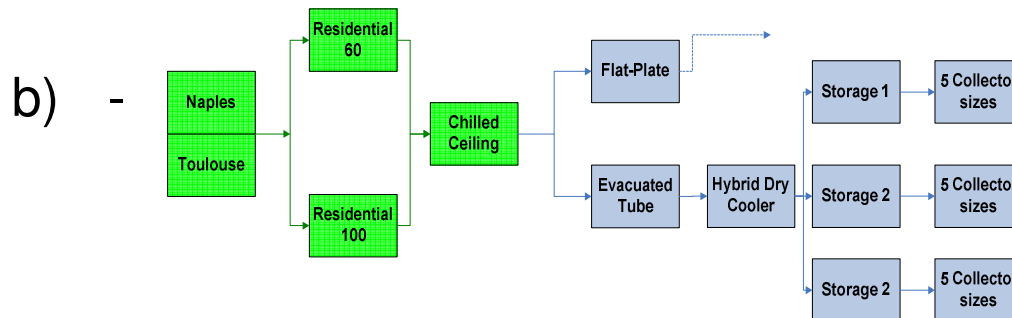 b) -
Naples
Toulouse
Residential
60
Residential
100
Chilled
Ceiling
Flat-Plate
Evacuated
Tube
Hybrid Dry
Cooler
Storage 1
5 Collecto
sizes
Storage 2
5 Collecto
sizes
Storage 2
5 Collecto
sizes